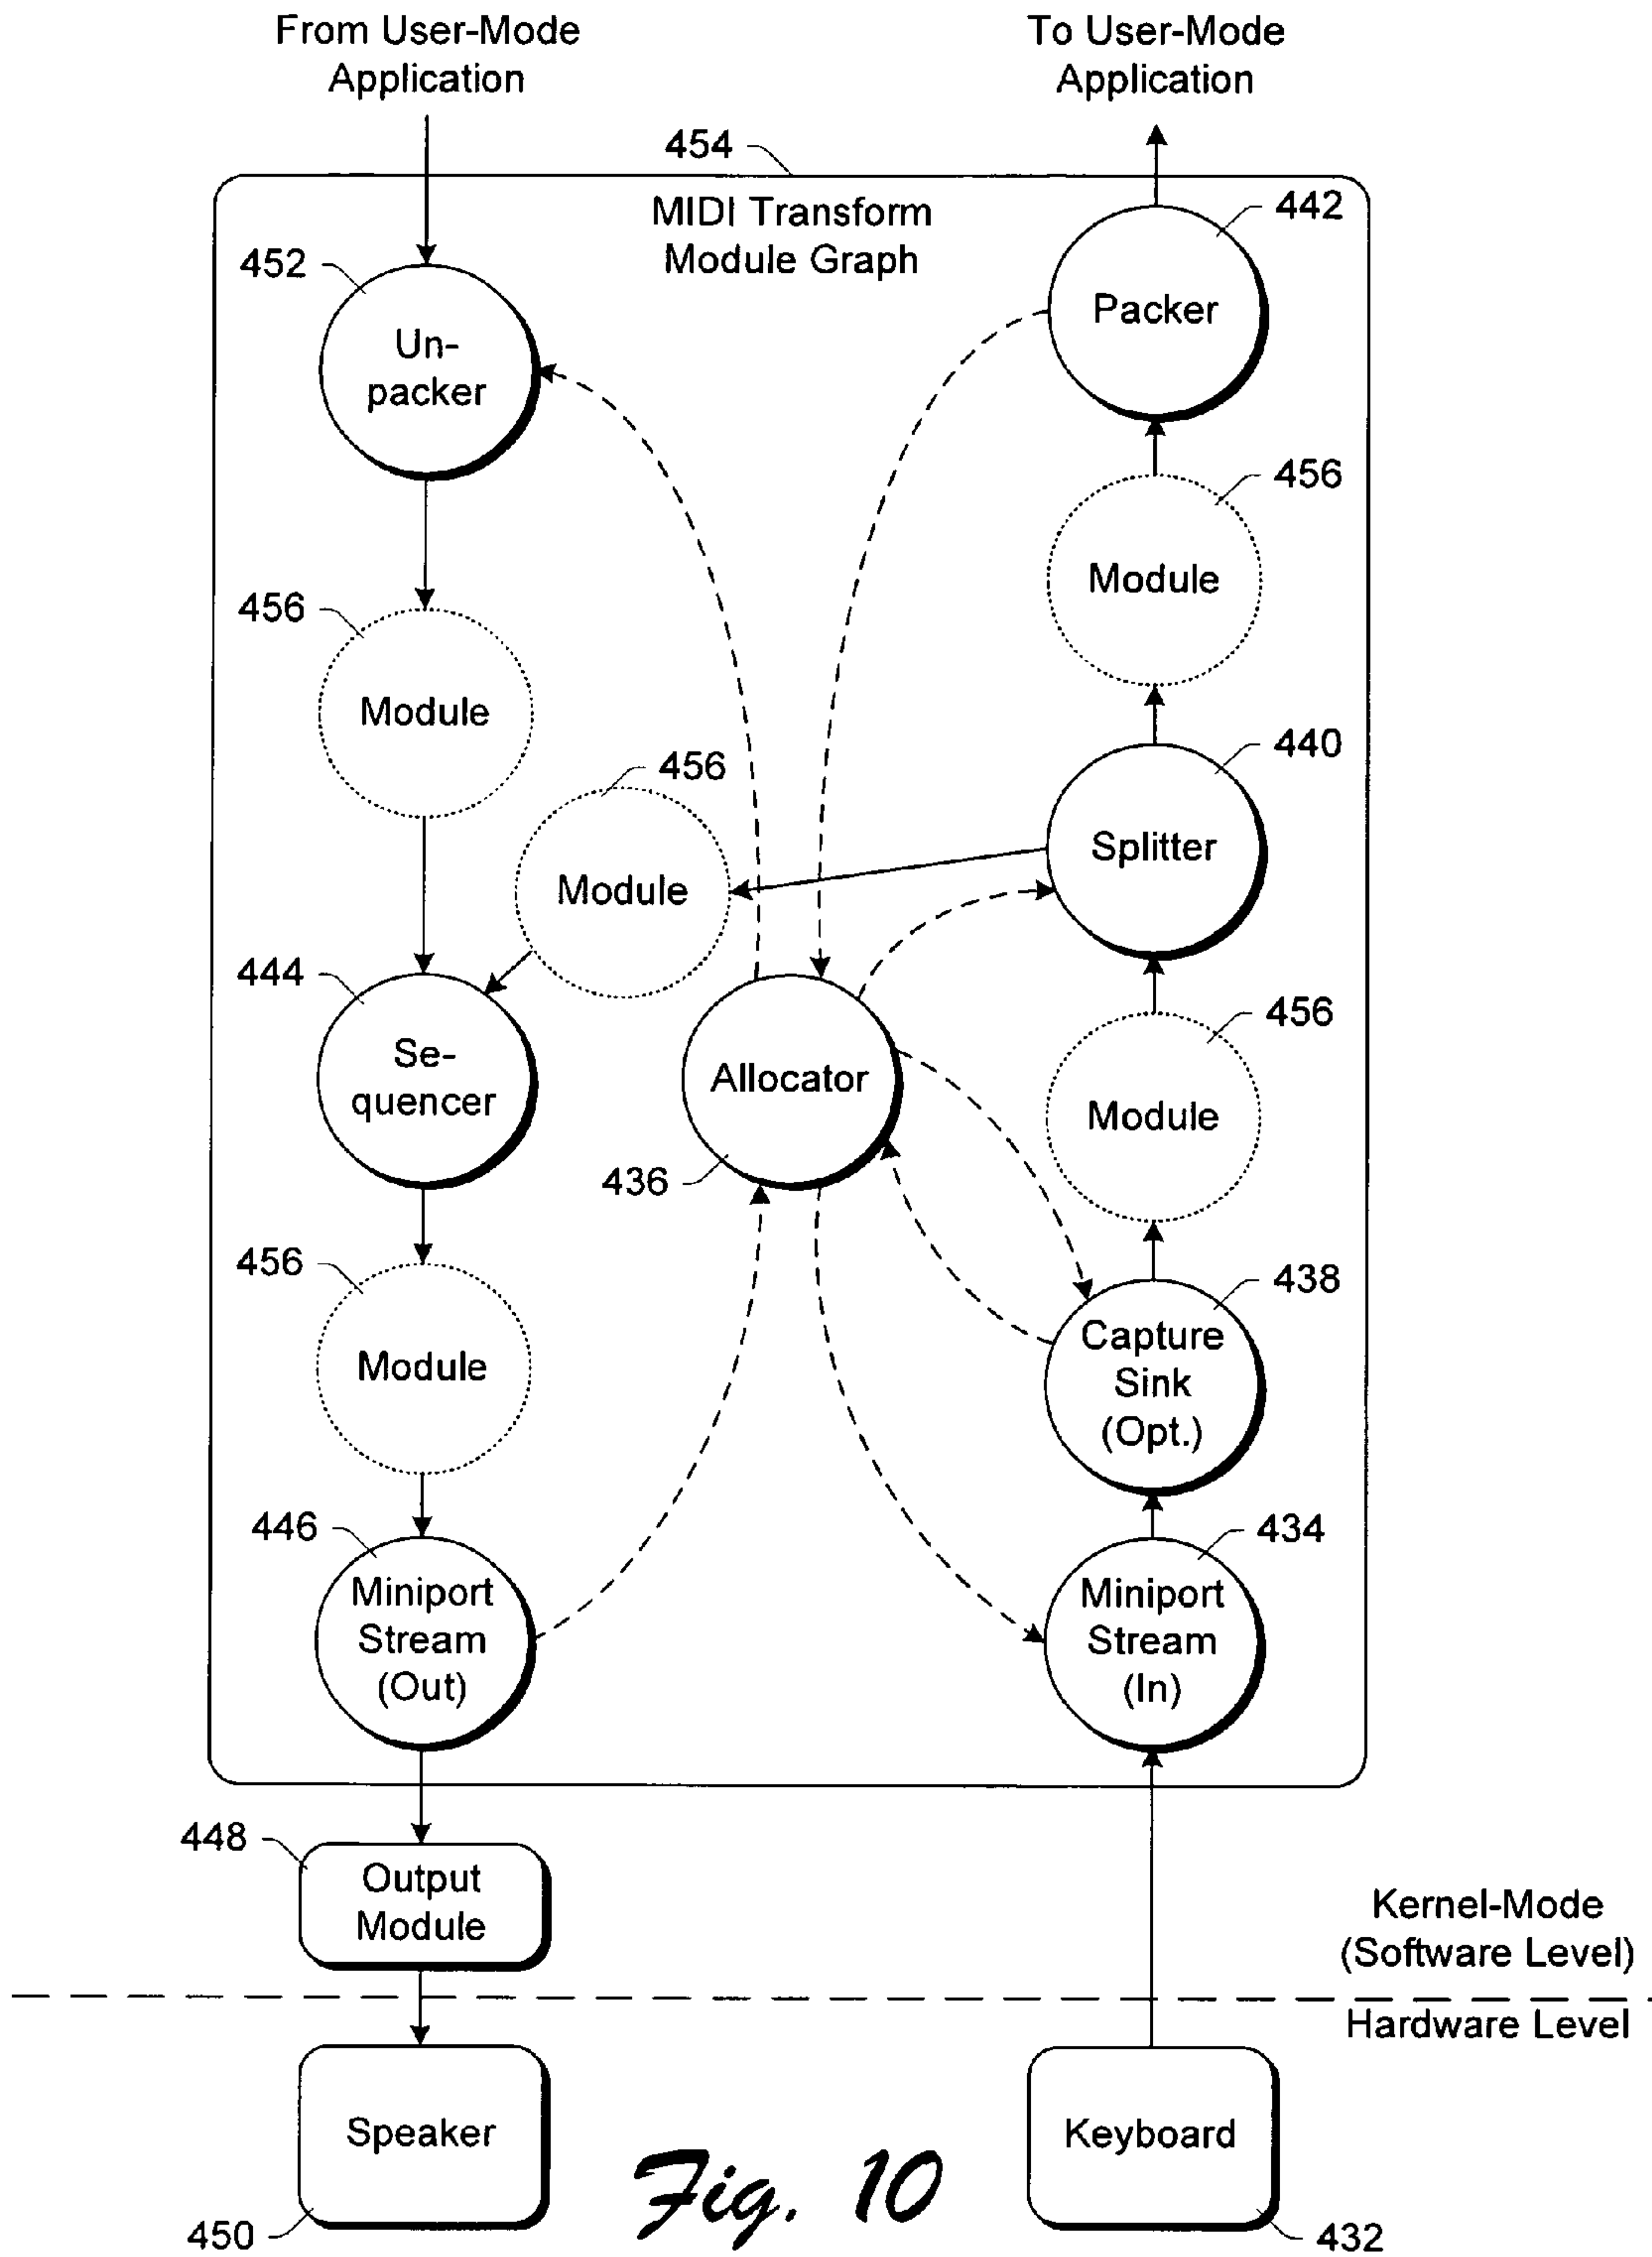 From User-Mode
Application
To User-Mode
Application
454
MIDI Transform
Module Graph
442
452
Packer
Un-
packer
456
Module
456
Module
440
456
Splitter
Module
444
456
Se-
quencer
Allocator
Module
436
456
438
Module
Capture
Sink
(Opt.)
446
434
Miniport
Stream
(Out)
Miniport
Stream
(In)
448
Output
Module
Kernel-Mode
(Software Level)
Hardware Level
Speaker
Keyboard
450
432
Fig. 10